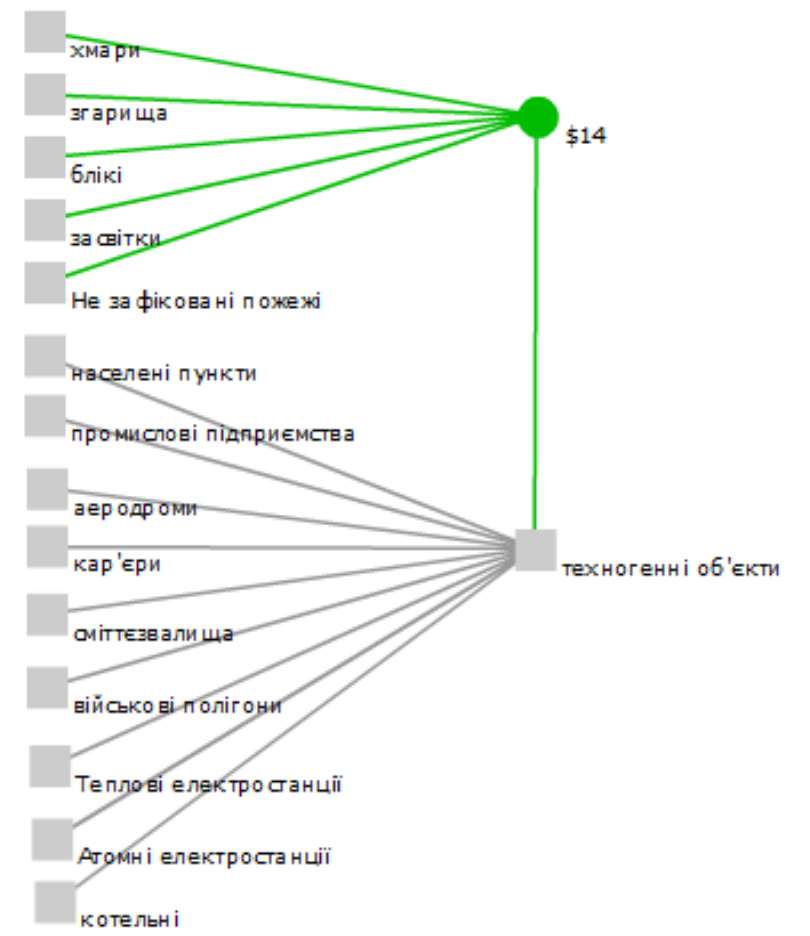 хмари
згарища
$14
блікі
засвітки
Не зафіковані пожежі
населені пункти
промислові підприємства
аеродроми
кар'єри
техногенні об'єкти
сміттєзвалища
військові полігони
Теплові електростанції
Атомні електростанції
котельні